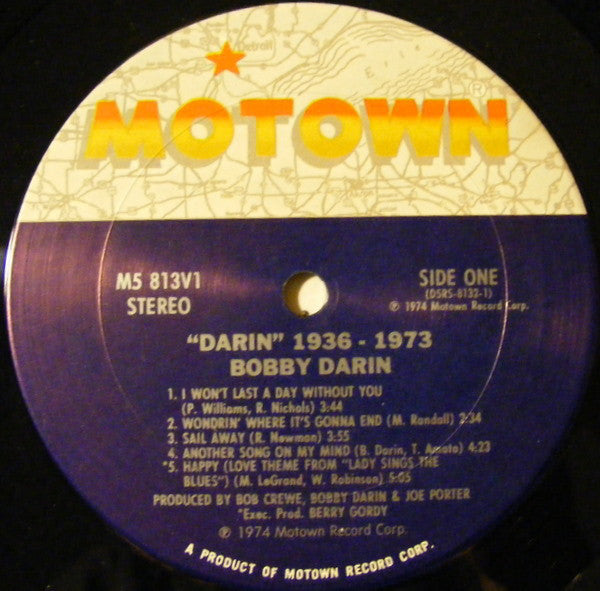 Detroit
MOTOWN®
M5 813V1
STEREO
SIDE ONE
(DSRS-8132-1)
℗ 1974 Motown Record Corp.
"DARIN" 1936 - 1973
BOBBY DARIN
1. I WON'T LAST A DAY WITHOUT YOU
(P. Williams, R. Nichols) 3:44
2. WONDRIN' WHERE IT'S GONNA END (M. Randall) 2:34
3. SAIL AWAY (R. Newman) 3:55
4. ANOTHER SONG ON MY MIND (B. Darin, T. Amato) 4:23
*5. HAPPY (LOVE THEME FROM "LADY SINGS THE
BLUES") (M. LeGrand, W. Robinson) 5:05
PRODUCED BY BOB CREWE, BOBBY DARIN & JOE PORTER
*Exec. Prod. BERRY GORDY
℗ 1974 Motown Record Corp.
A PRODUCT OF MOTOWN RECORD CORP.